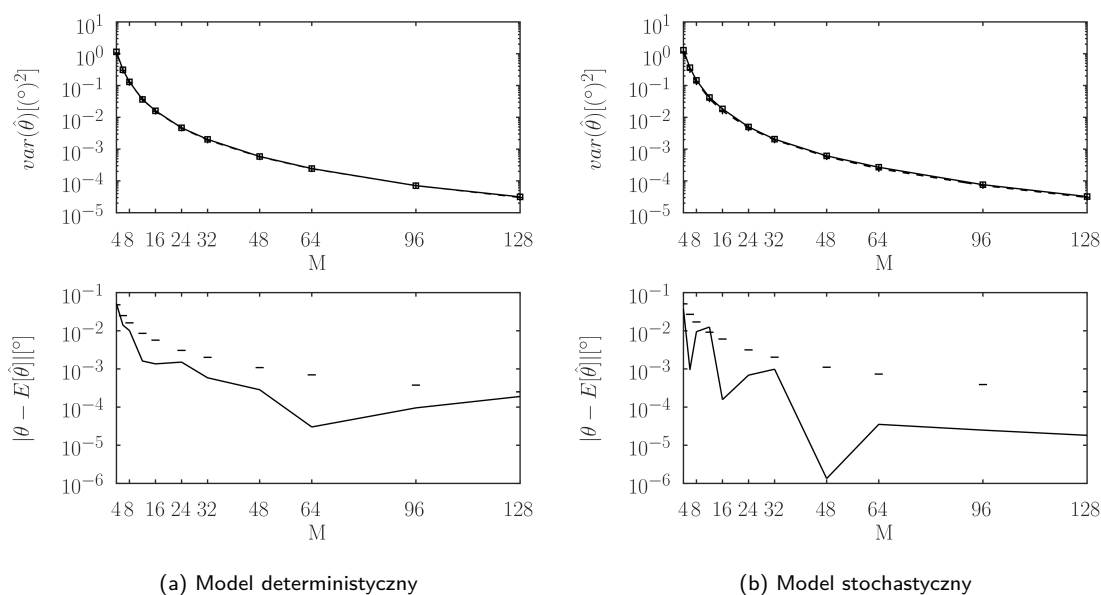 10^1
10^0
10^−1
10^−2
10^−3
10^−4
10^−5
var(θ̂)[(°)^2]
4 8 16 24 32 48 64 96 128
M
10^1
10^0
10^−1
10^−2
10^−3
10^−4
10^−5
var(θ̂)[(°)^2]
4 8 16 24 32 48 64 96 128
M
10^−1
10^−2
10^−3
10^−4
10^−5
10^−6
|θ − E[θ̂]|[°]
4 8 16 24 32 48 64 96 128
M
10^−1
10^−2
10^−3
10^−4
10^−5
10^−6
|θ − E[θ̂]|[°]
4 8 16 24 32 48 64 96 128
M
(a) Model deterministyczny
(b) Model stochastyczny